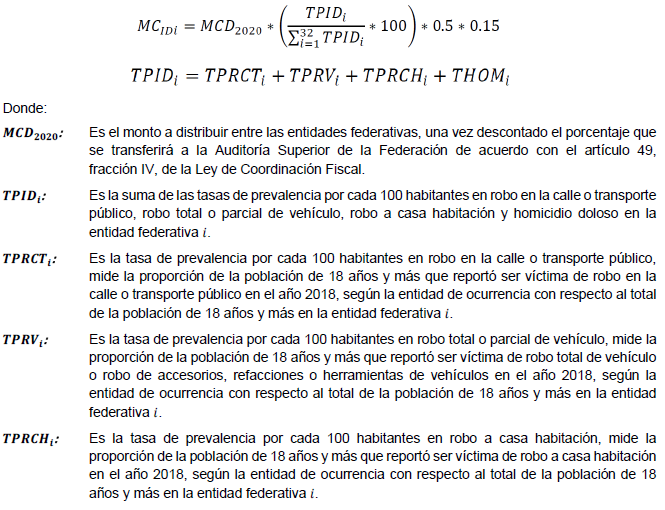 MC_{IDi} = MCD_{2020} * (TPID_i / ∑_{i=1}^{32} TPID_i * 100) * 0.5 * 0.15
TPID_i = TPRCT_i + TPRV_i + TPRCH_i + THOM_i
Donde:
MCD_{2020}: Es el monto a distribuir entre las entidades federativas, una vez descontado el porcentaje que
se transferirá a la Auditoría Superior de la Federación de acuerdo con el artículo 49,
fracción IV, de la Ley de Coordinación Fiscal.
TPID_i: Es la suma de las tasas de prevalencia por cada 100 habitantes en robo en la calle o transporte
público, robo total o parcial de vehículo, robo a casa habitación y homicidio doloso en la
entidad federativa i.
TPRCT_i: Es la tasa de prevalencia por cada 100 habitantes en robo en la calle o transporte público,
mide la proporción de la población de 18 años y más que reportó ser víctima de robo en la
calle o transporte público en el año 2018, según la entidad de ocurrencia con respecto al total
de la población de 18 años y más en la entidad federativa i.
TPRV_i: Es la tasa de prevalencia por cada 100 habitantes en robo total o parcial de vehículo, mide la
proporción de la población de 18 años y más que reportó ser víctima de robo total de vehículo
o robo de accesorios, refacciones o herramientas de vehículos en el año 2018, según la
entidad de ocurrencia con respecto al total de la población de 18 años y más en la entidad
federativa i.
TPRCH_i: Es la tasa de prevalencia por cada 100 habitantes en robo a casa habitación, mide la
proporción de la población de 18 años y más que reportó ser víctima de robo a casa habitación
en el año 2018, según la entidad de ocurrencia con respecto al total de la población de 18
años y más en la entidad federativa i.